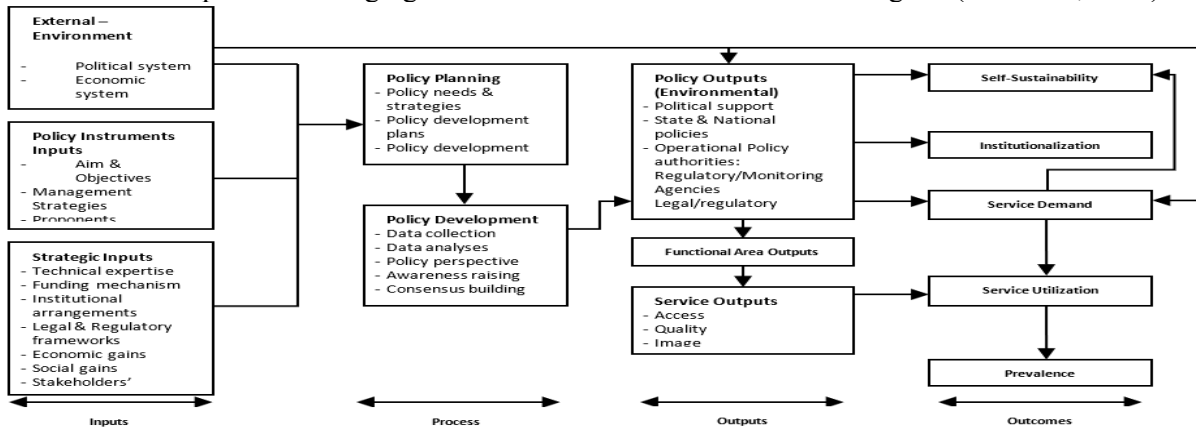 External –
Environment
- Political system
- Economic
system
Policy Instruments
Inputs
- Aim &
Objectives
- Management
Strategies
- Proponents
Strategic Inputs
- Technical expertise
- Funding mechanism
- Institutional
arrangements
- Legal & Regulatory
frameworks
- Economic gains
- Social gains
- Stakeholders’
Inputs
Policy Planning
- Policy needs &
strategies
- Policy development
plans
- Policy development
Policy Development
- Data collection
- Data analyses
- Policy perspective
- Awareness raising
- Consensus building
Process
Policy Outputs
(Environmental)
- Political support
- State & National
policies
- Operational Policy
authorities:
Regulatory/Monitoring
Agencies
Legal/regulatory
Functional Area Outputs
Service Outputs
- Access
- Quality
- Image
Outputs
Self-Sustainability
Institutionalization
Service Demand
Service Utilization
Prevalence
Outcomes